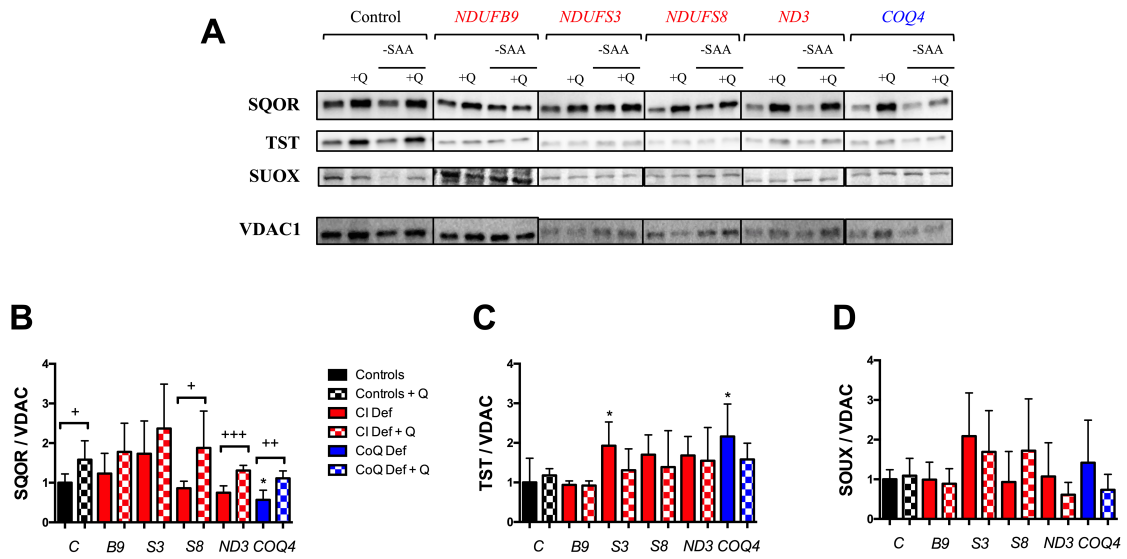 A
Control NDUFB9 NDUFS3 NDUFS8 ND3 COQ4
-SAA -SAA -SAA -SAA -SAA -SAA
+Q +Q +Q +Q +Q +Q +Q +Q +Q +Q +Q +Q
SQOR
TST
SUOX
VDAC1
B
SQOR / VDAC
4
3
2
1
0
+ + +++ ++
*
C B9 S3 S8 ND3 COQ4
Controls
Controls + Q
CI Def
CI Def + Q
CoQ Def
CoQ Def + Q
C
TST / VDAC
4
3
2
1
0
* *
C B9 S3 S8 ND3 COQ4
D
SOUX / VDAC
4
3
2
1
0
C B9 S3 S8 ND3 COQ4